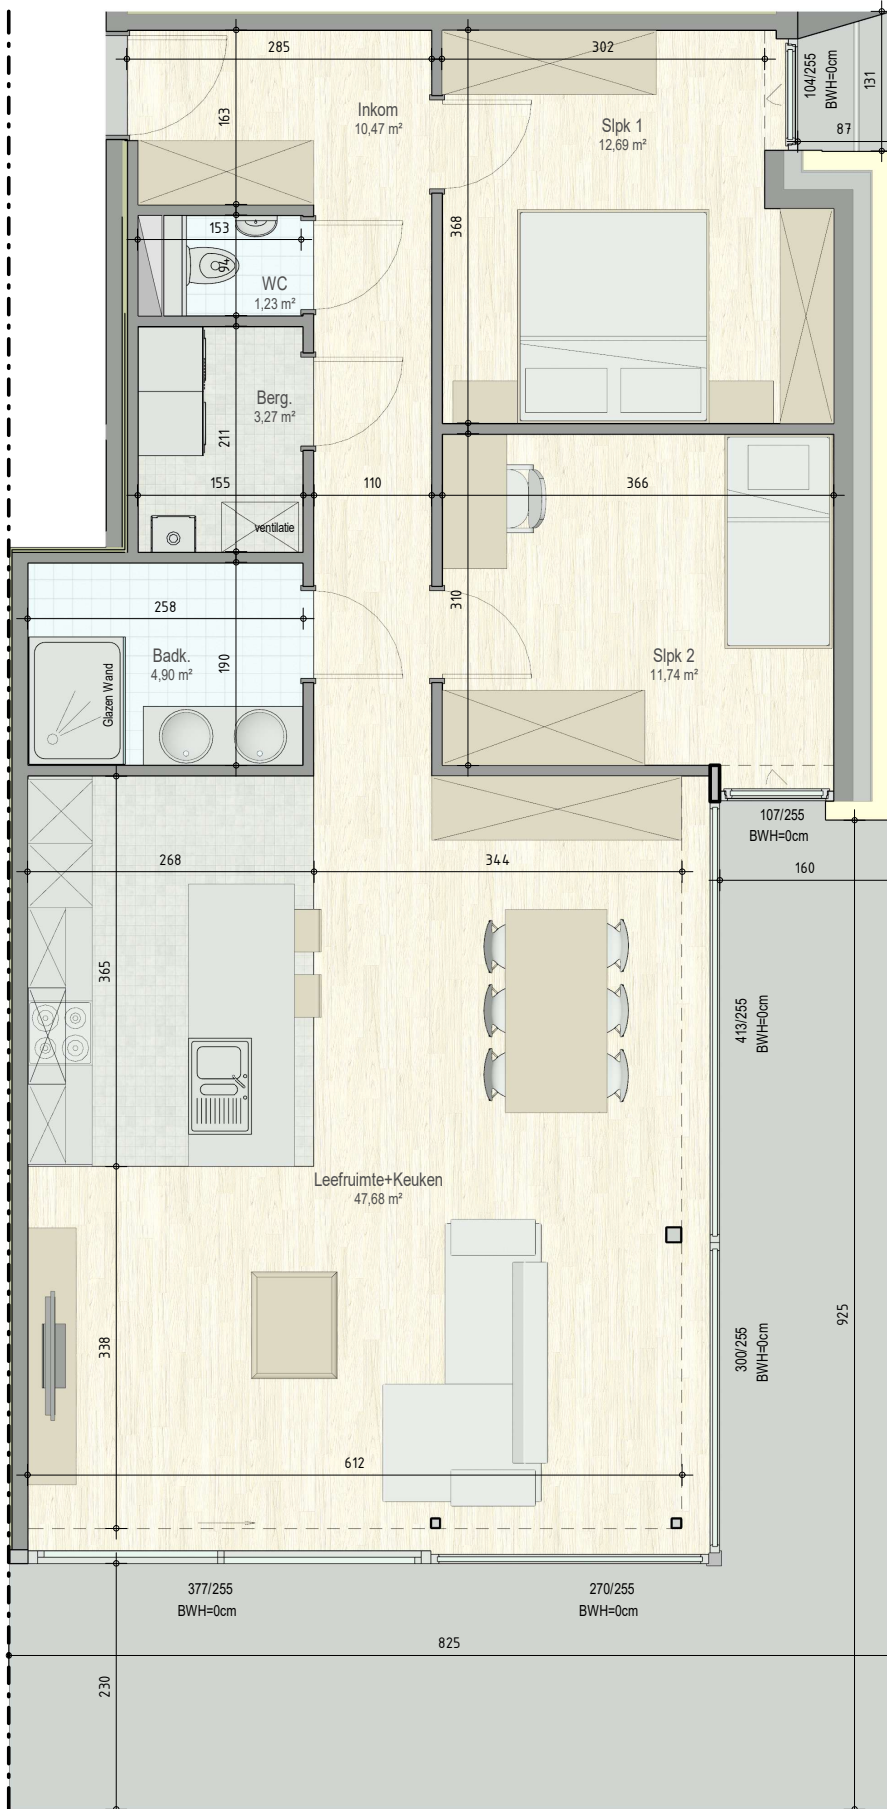 285
302
104/255
BWH=0cm
131
87
163
Inkom
10,47 m²
Slpk 1
12,69 m²
368
153
94
WC
1,23 m²
Berg.
3,27 m²
211
155
110
366
ventilatie
258
310
190
Badk.
4,90 m²
Glazen Wand
Slpk 2
11,74 m²
107/255
BWH=0cm
268
344
160
365
413/255
BWH=0cm
Leefruimte+Keuken
47,68 m²
338
300/255
BWH=0cm
925
612
377/255
BWH=0cm
270/255
BWH=0cm
825
230